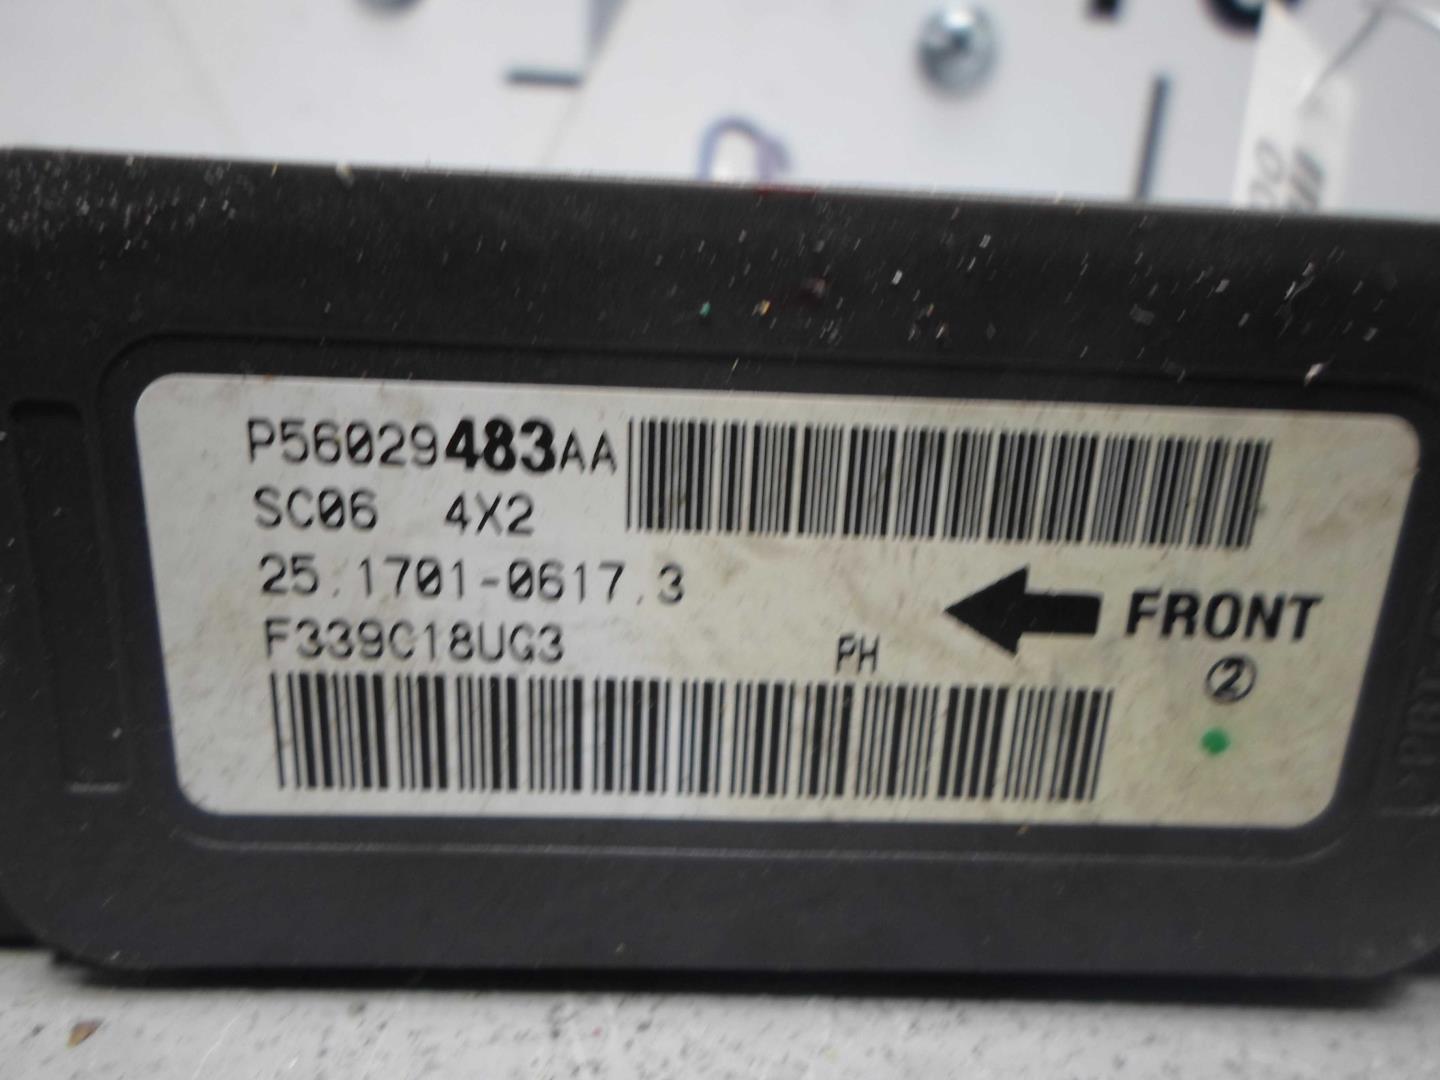 P56029483AA
SC06 4X2
25.1701-0617.3
F339C18UG3
PH
FRONT
②